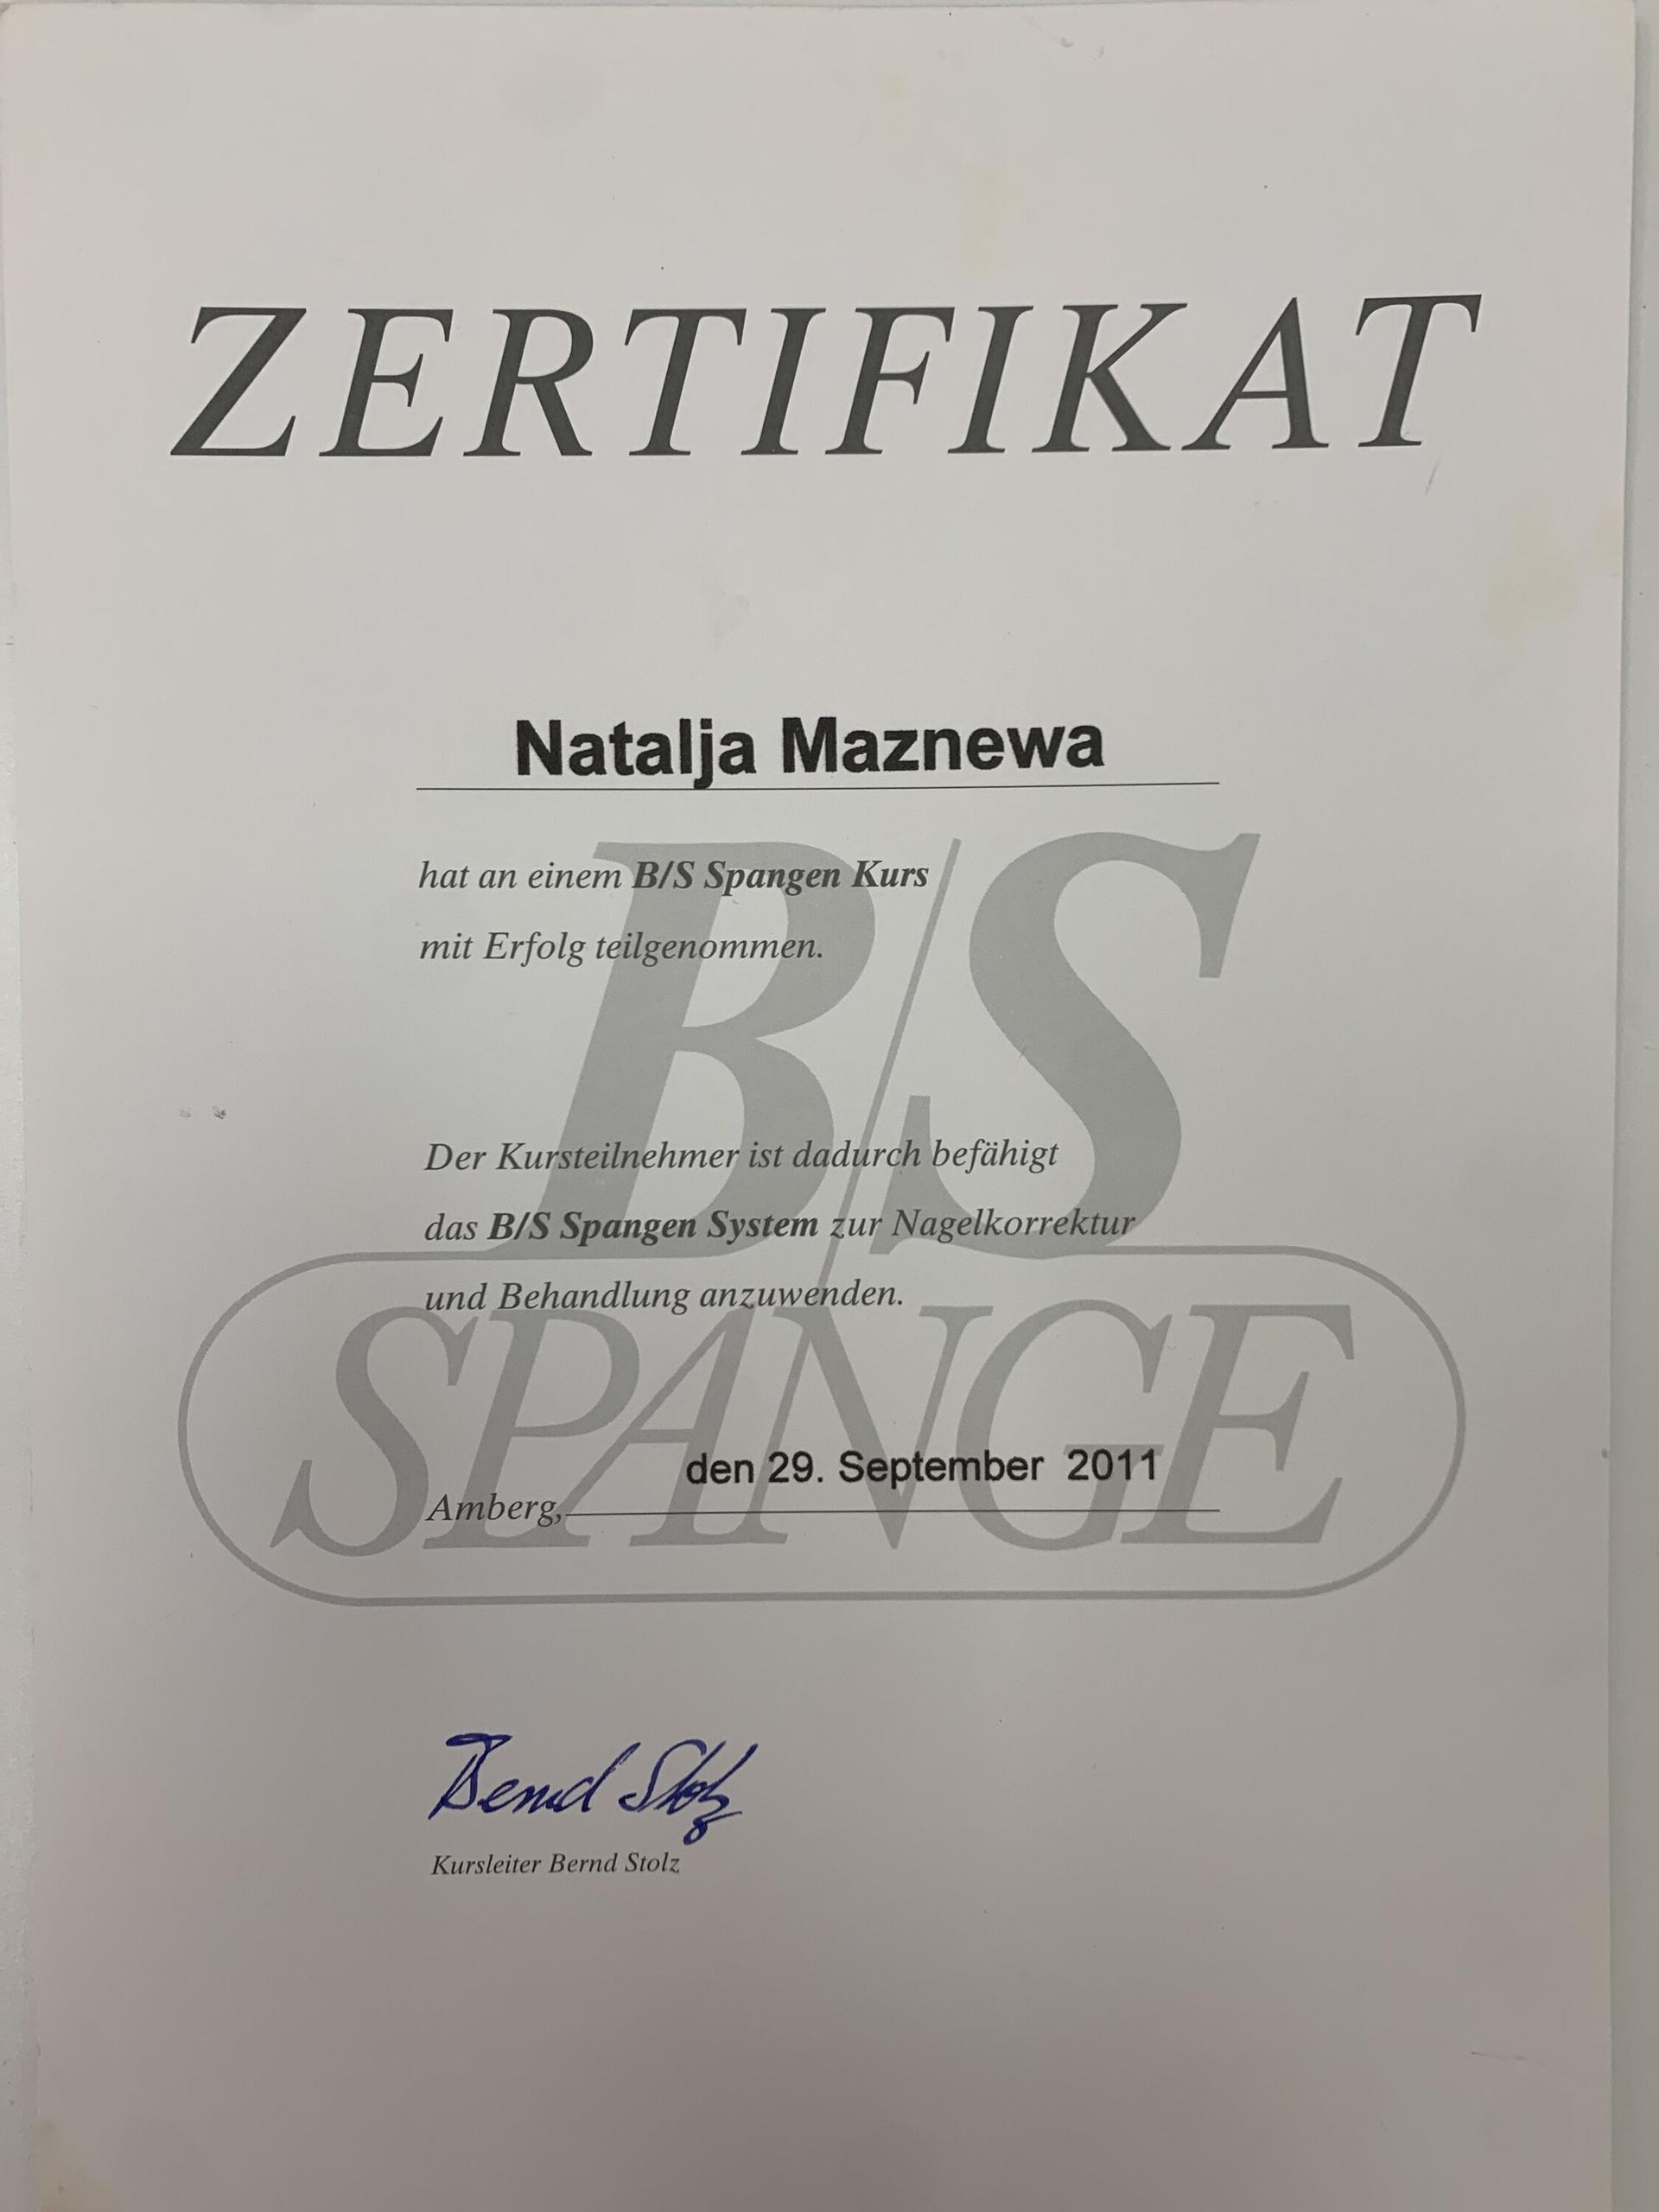 ZERTIFIKAT
Natalja Maznewa
hat an einem B/S Spangen Kurs
mit Erfolg teilgenommen.
B/S
Der Kursteilnehmer ist dadurch befähigt
das B/S Spangen System zur Nagelkorrektur
und Behandlung anzuwenden.
SPANGE
den 29. September 2011
Amberg,
Bernd Stolz
Kursleiter Bernd Stolz